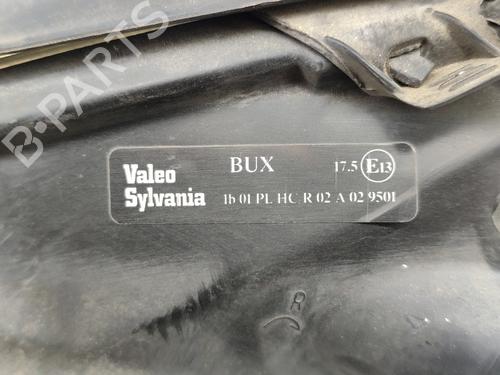 B-PARTS
Valeo
Sylvania
BUX
17.5 E13
1b 01 PL HC R 02 A 02 9501
R